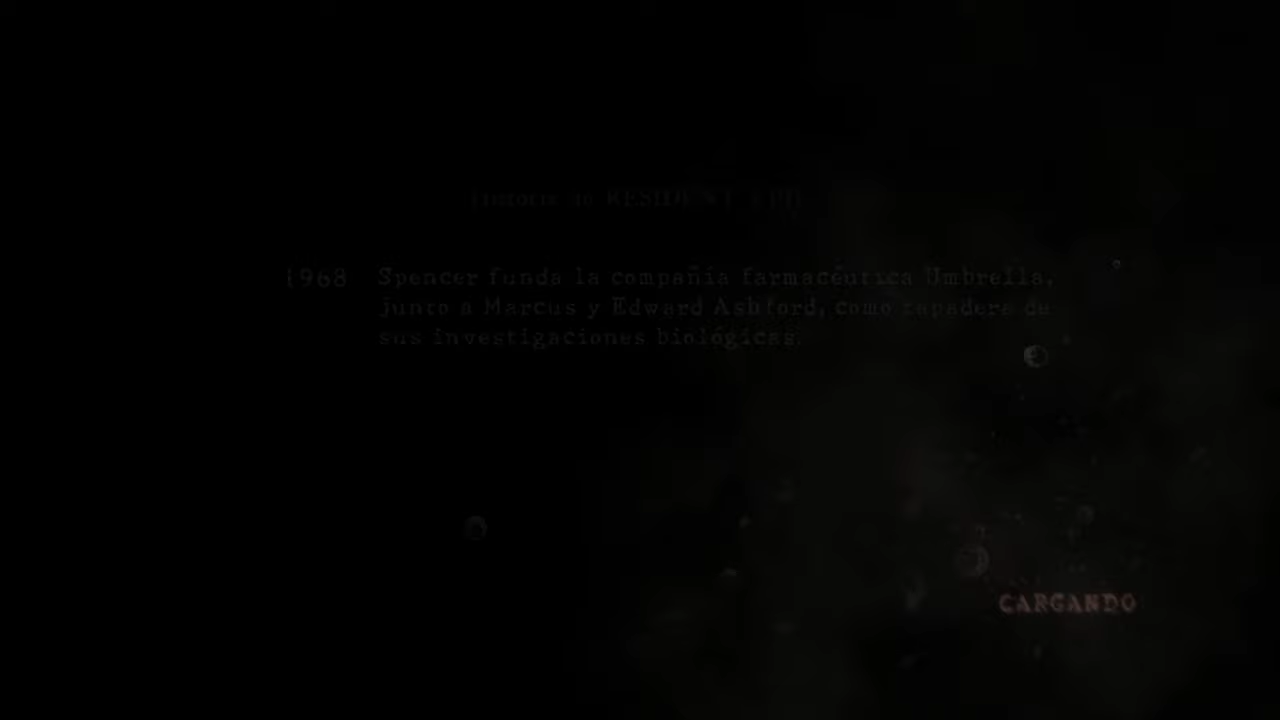 Historia de RESIDENT EVIL
1968 Spencer funda la compañía farmacéutica Umbrella,
junto a Marcus y Edward Ashford, como tapadera de
sus investigaciones biológicas.
CARGANDO